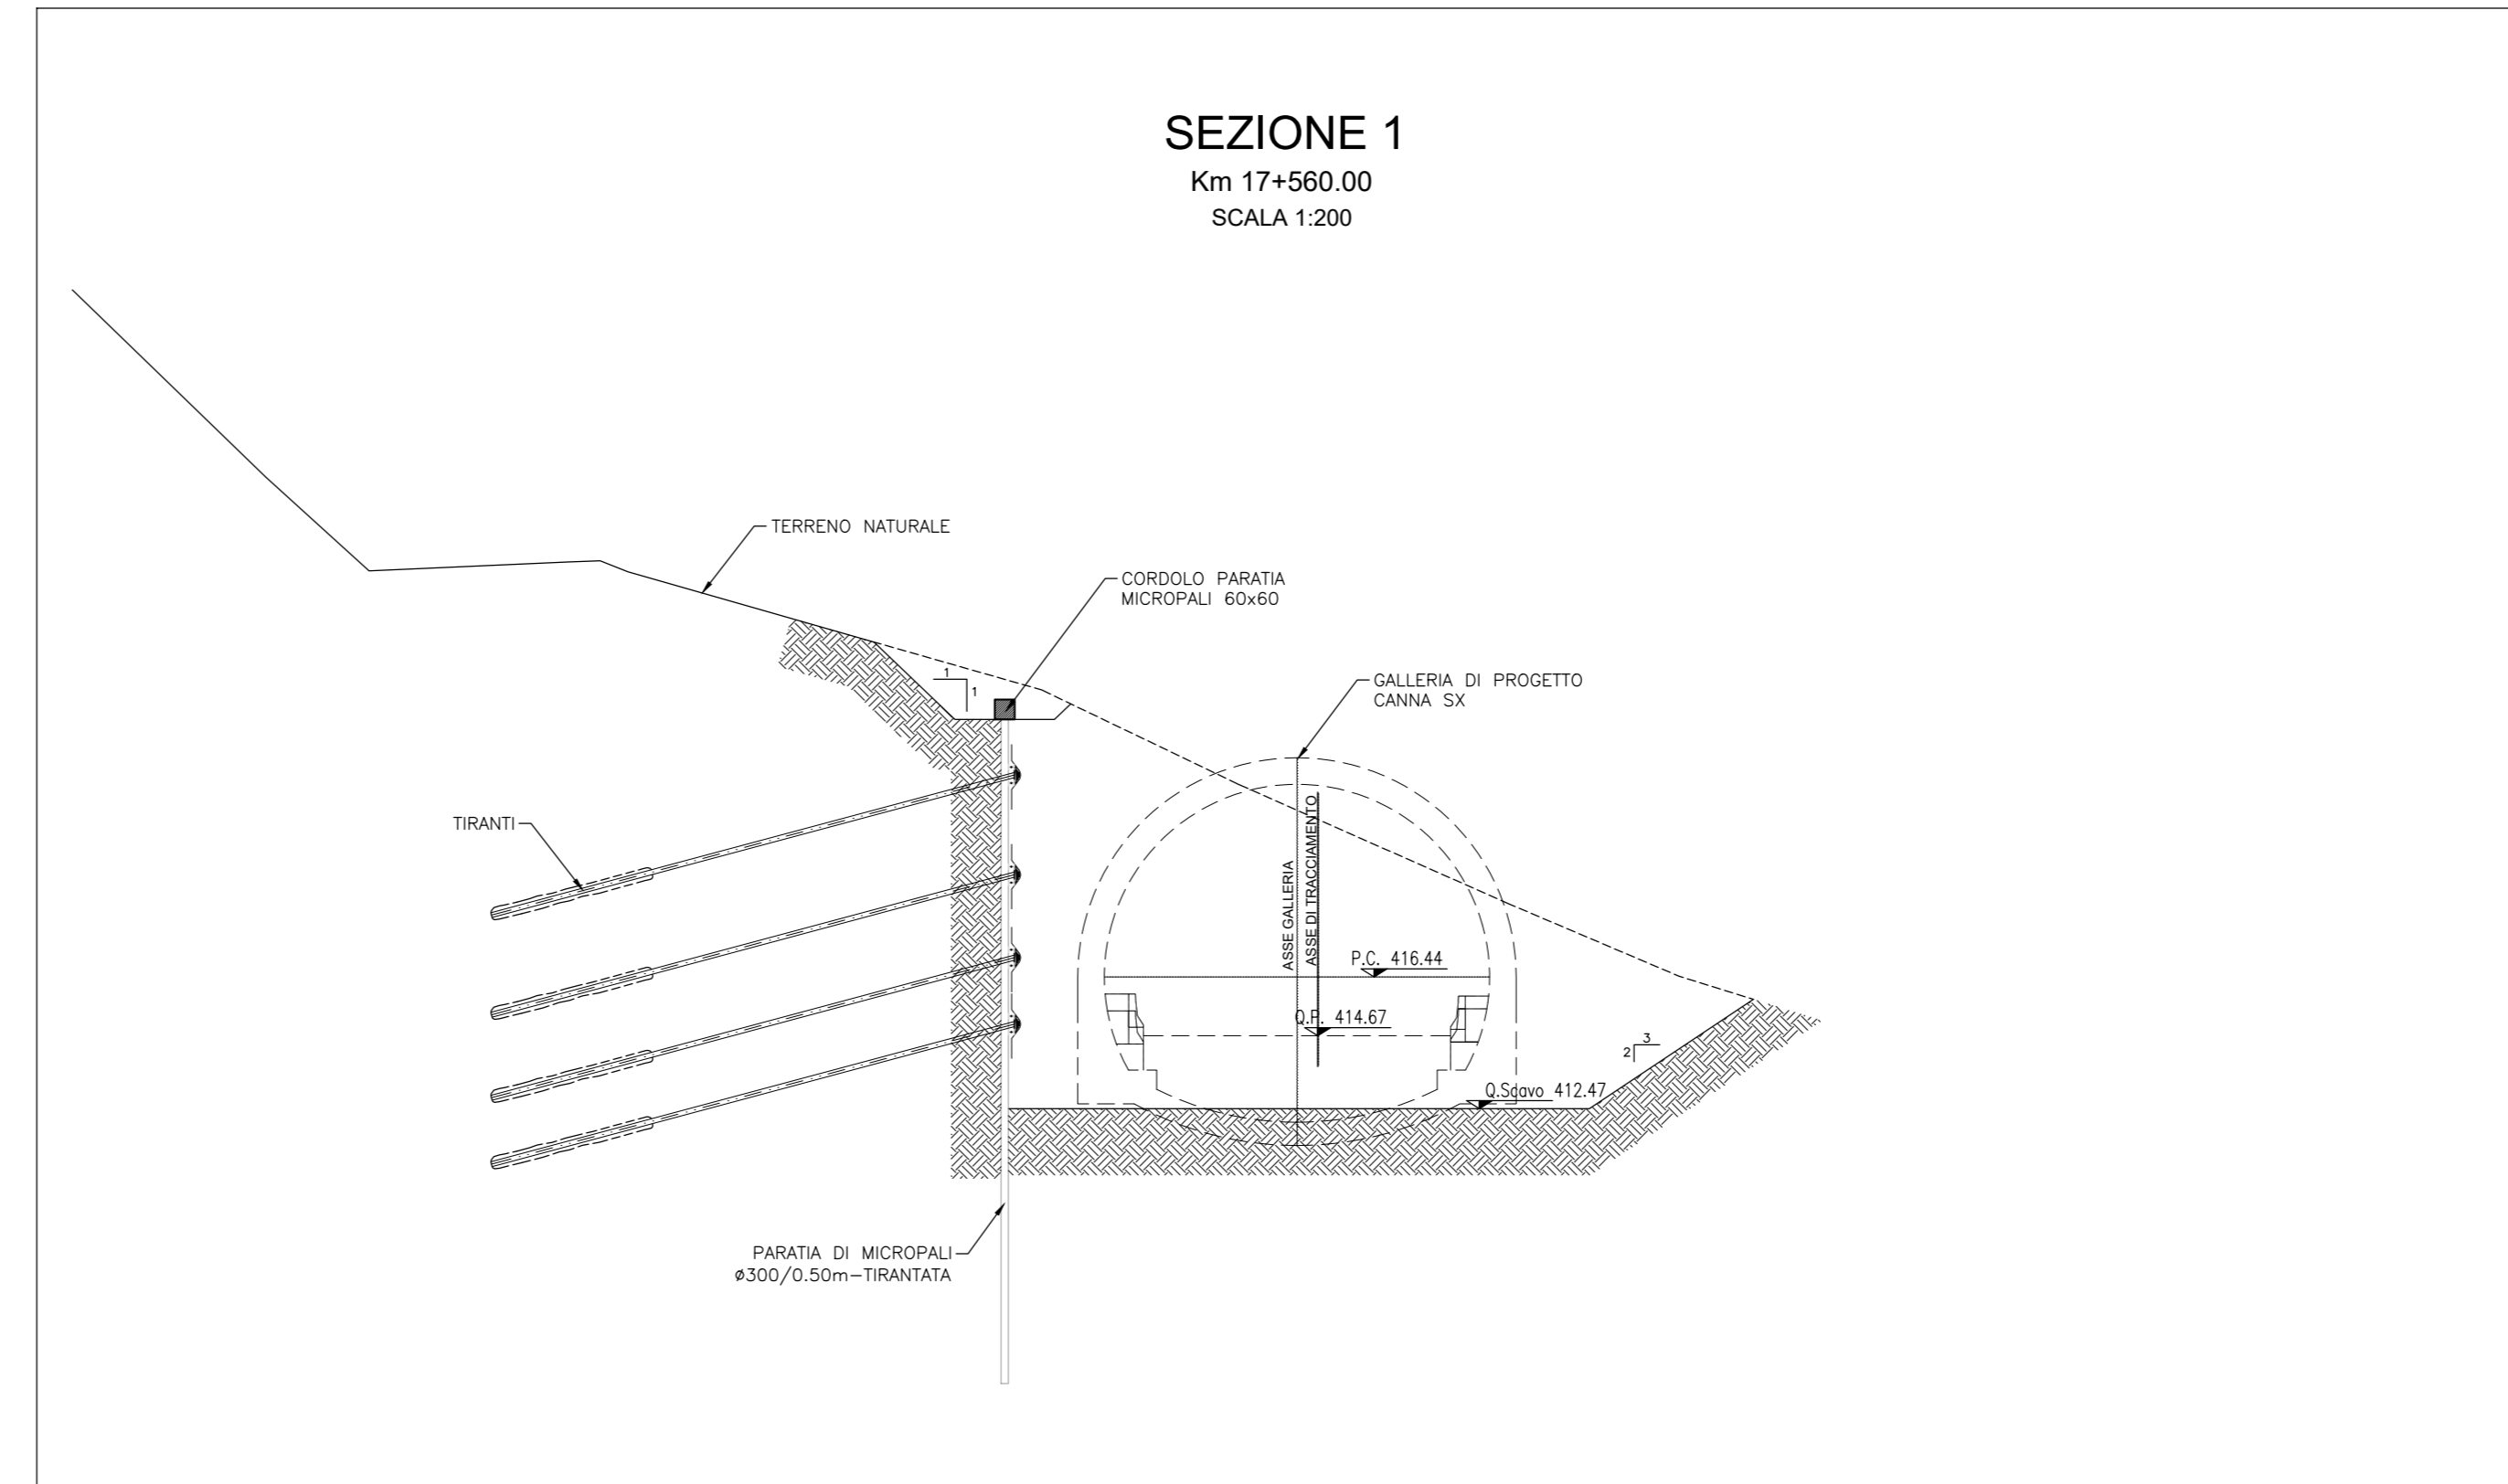 SEZIONE 1
Km 17+560.00
SCALA 1:200
TERRENO NATURALE
CORDOLO PARATIA
MICROPALI 60x60
1
1
GALLERIA DI PROGETTO
CANNA SX
TIRANTI
ASSE GALLERIA
ASSE DI TRACCIAMENTO
P.C. 416.44
Q.P. 414.67
3
2
Q.Scavo 412.47
PARATIA DI MICROPALI
ø300/0.50m-TIRANTATA